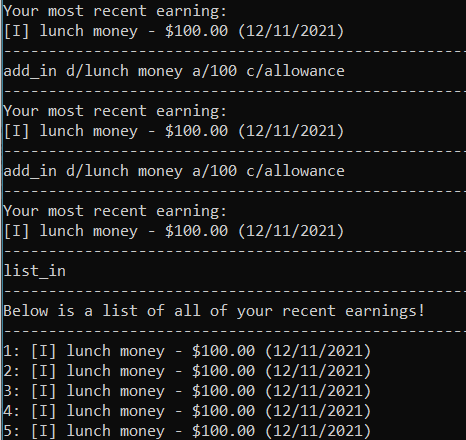 Your most recent earning:
[I] lunch money - $100.00 (12/11/2021)
-----------------------------------------------
add_in d/lunch money a/100 c/allowance
-----------------------------------------------
Your most recent earning:
[I] lunch money - $100.00 (12/11/2021)
-----------------------------------------------
add_in d/lunch money a/100 c/allowance
-----------------------------------------------
Your most recent earning:
[I] lunch money - $100.00 (12/11/2021)
-----------------------------------------------
list_in
-----------------------------------------------
Below is a list of all of your recent earnings!
-----------------------------------------------
1: [I] lunch money - $100.00 (12/11/2021)
2: [I] lunch money - $100.00 (12/11/2021)
3: [I] lunch money - $100.00 (12/11/2021)
4: [I] lunch money - $100.00 (12/11/2021)
5: [I] lunch money - $100.00 (12/11/2021)